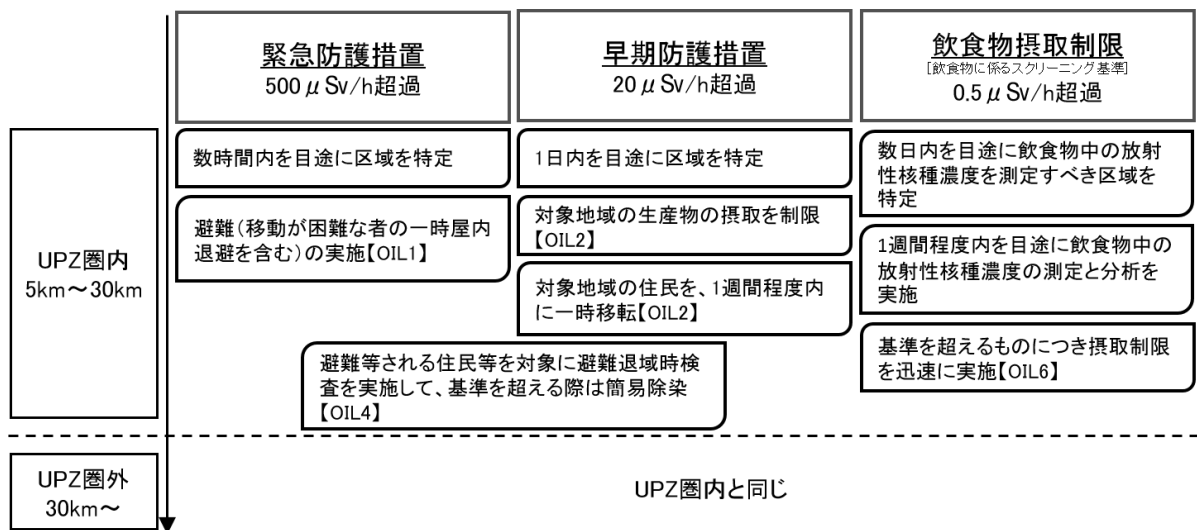 緊急防護措置
500μSv/h超過
早期防護措置
20μSv/h超過
飲食物摂取制限
[飲食物に係るスクリーニング基準]
0.5μSv/h超過
UPZ圏内
5km～30km
数時間内を目途に区域を特定
避難(移動が困難な者の一時屋内
退避を含む)の実施【OIL1】
1日内を目途に区域を特定
対象地域の生産物の摂取を制限
【OIL2】
対象地域の住民を、1週間程度内
に一時移転【OIL2】
数日内を目途に飲食物中の放射
性核種濃度を測定すべき区域を
特定
1週間程度内を目途に飲食物中の
放射性核種濃度の測定と分析を
実施
基準を超えるものにつき摂取制限
を迅速に実施【OIL6】
避難等される住民等を対象に避難退域時検
査を実施して、基準を超える際は簡易除染
【OIL4】
UPZ圏外
30km～
UPZ圏内と同じ